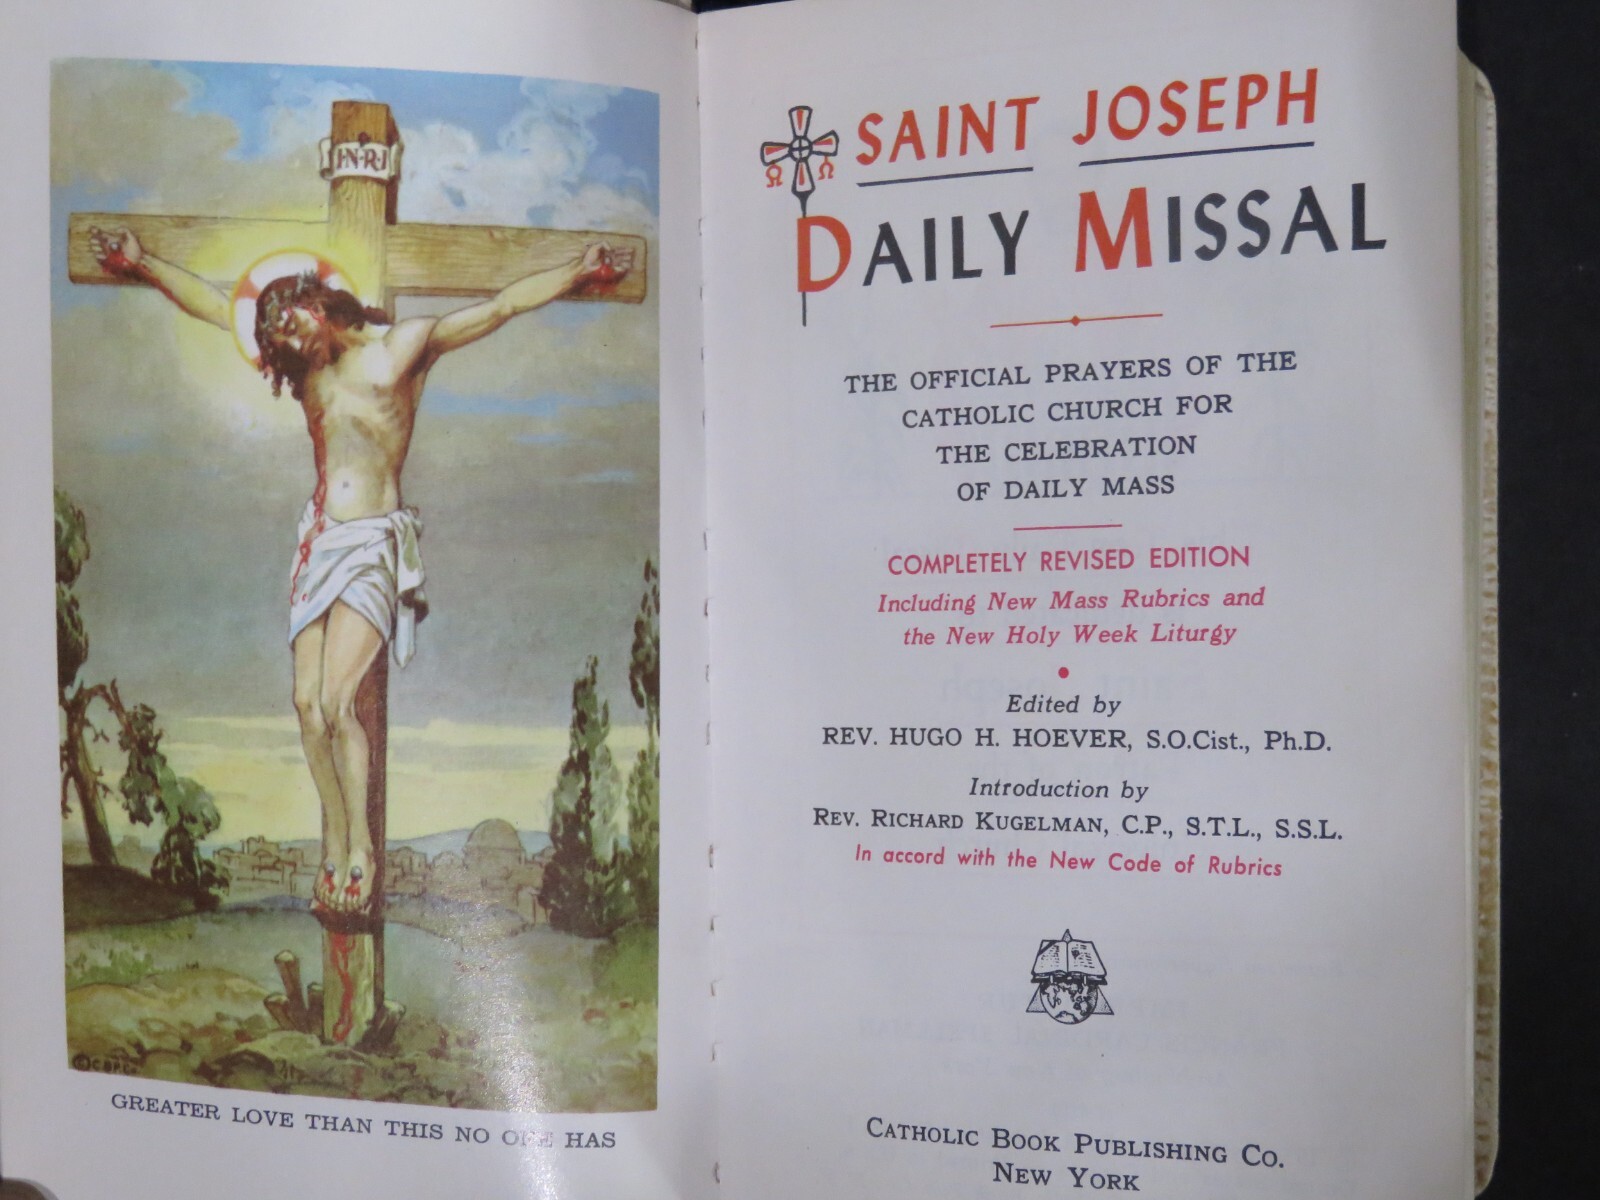 I·N·R·I
© C.B.P.Co.
GREATER LOVE THAN THIS NO ONE HAS
SAINT JOSEPH
DAILY MISSAL
THE OFFICIAL PRAYERS OF THE
CATHOLIC CHURCH FOR
THE CELEBRATION
OF DAILY MASS
COMPLETELY REVISED EDITION
Including New Mass Rubrics and
the New Holy Week Liturgy
Edited by
REV. HUGO H. HOEVER, S.O.Cist., Ph.D.
Introduction by
REV. RICHARD KUGELMAN, C.P., S.T.L., S.S.L.
In accord with the New Code of Rubrics
CATHOLIC BOOK PUBLISHING CO.
NEW YORK